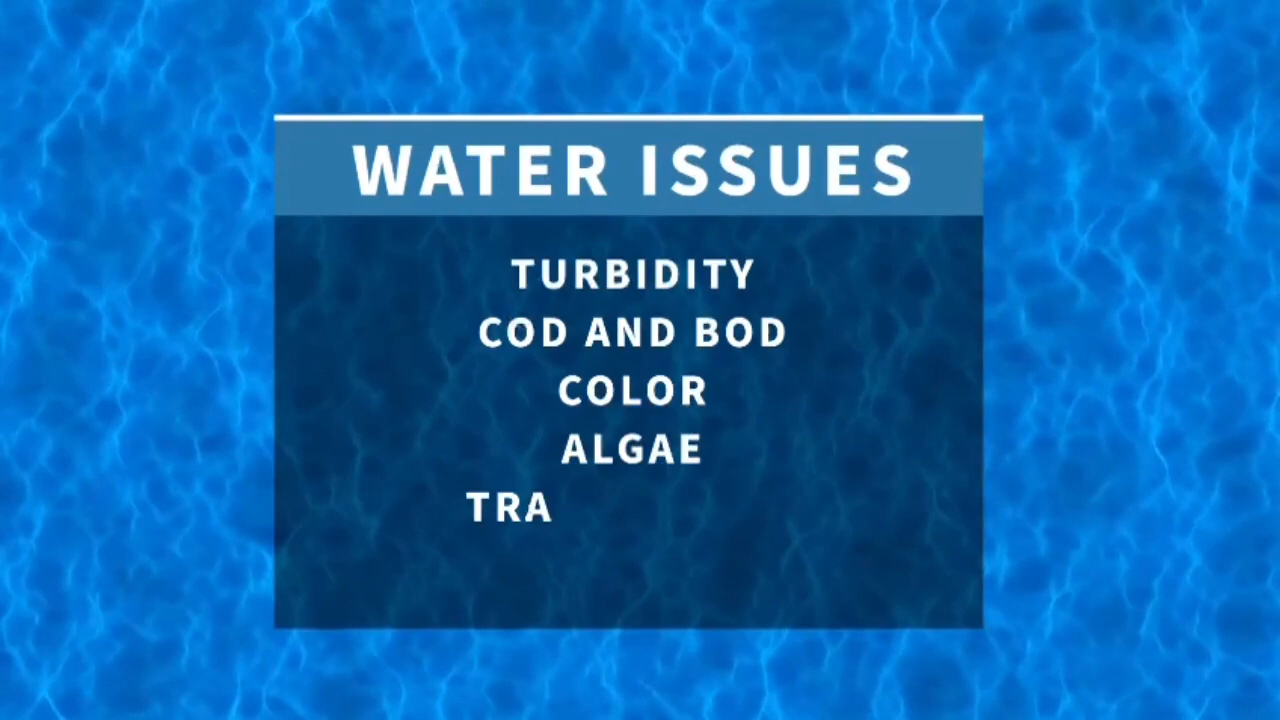 WATER ISSUES
TURBIDITY
COD AND BOD
COLOR
ALGAE
TRA